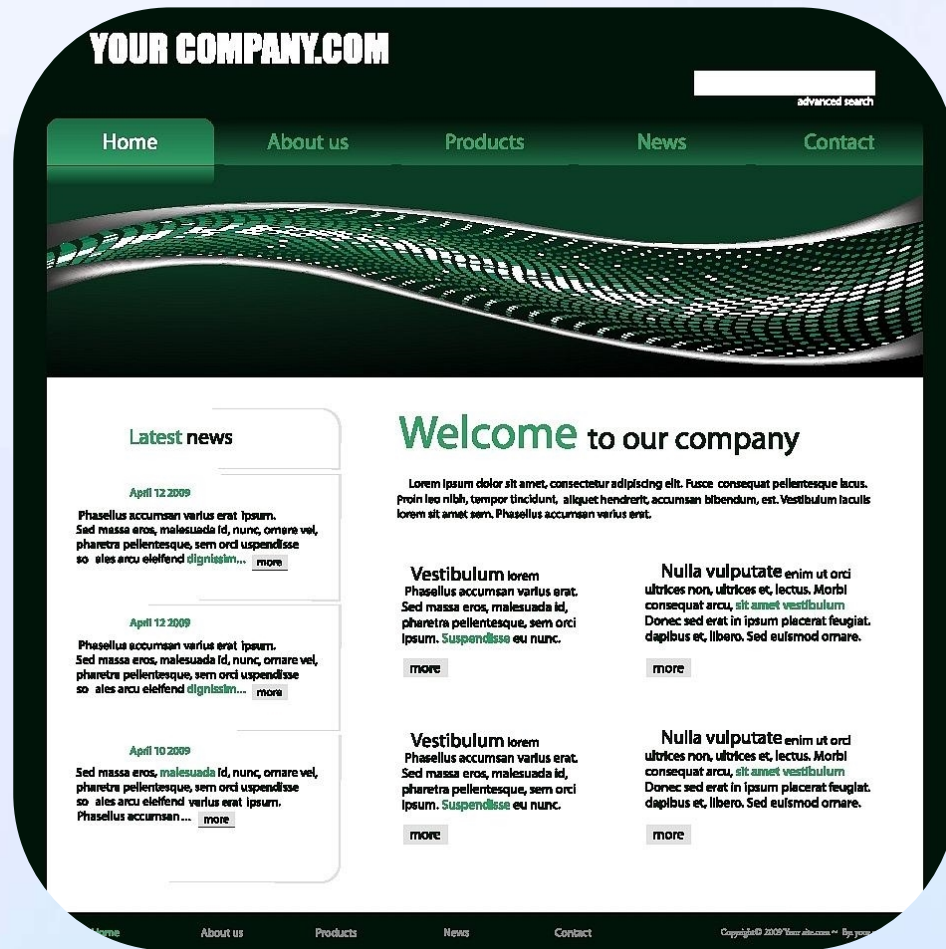 YOUR COMPANY.COM
advanced search
Home About us Products News Contact
Latest news
April 12 2009
Phasellus accumsan varius erat ipsum.
Sed massa eros, malesuada id, nunc, ornare vel,
pharetra pellentesque, sem orci uspendisse
so ales arcu eleifend dignissim... more
April 12 2009
Phasellus accumsan varius erat ipsum.
Sed massa eros, malesuada id, nunc, ornare vel,
pharetra pellentesque, sem orci uspendisse
so ales arcu eleifend dignissim... more
April 10 2009
Sed massa eros, malesuada id, nunc, ornare vel,
pharetra pellentesque, sem orci uspendisse
so ales arcu eleifend varius erat ipsum.
Phasellus accumsan... more
Welcome to our company
Lorem ipsum dolor sit amet, consectetur adipiscing elit. Fusce consequat pellentesque lacus.
Proin leo nibh, tempor tincidunt, aliquet hendrerit, accumsan bibendum, est. Vestibulum iaculis
lorem sit amet sem. Phasellus accumsan varius erat.
Vestibulum lorem
Phasellus accumsan varius erat.
Sed massa eros, malesuada id,
pharetra pellentesque, sem orci
ipsum. Suspendisse eu nunc.
more
Nulla vulputate enim ut orci
ultrices non, ultrices et, lectus. Morbi
consequat arcu, sit amet vestibulum
Donec sed erat in ipsum placerat feugiat.
dapibus et, libero. Sed euismod ornare.
more
Vestibulum lorem
Phasellus accumsan varius erat.
Sed massa eros, malesuada id,
pharetra pellentesque, sem orci
ipsum. Suspendisse eu nunc.
more
Nulla vulputate enim ut orci
ultrices non, ultrices et, lectus. Morbi
consequat arcu, sit amet vestibulum
Donec sed erat in ipsum placerat feugiat.
dapibus et, libero. Sed euismod ornare.
more
Home About us Products News Contact Copyright© 2009 Your site.com ~